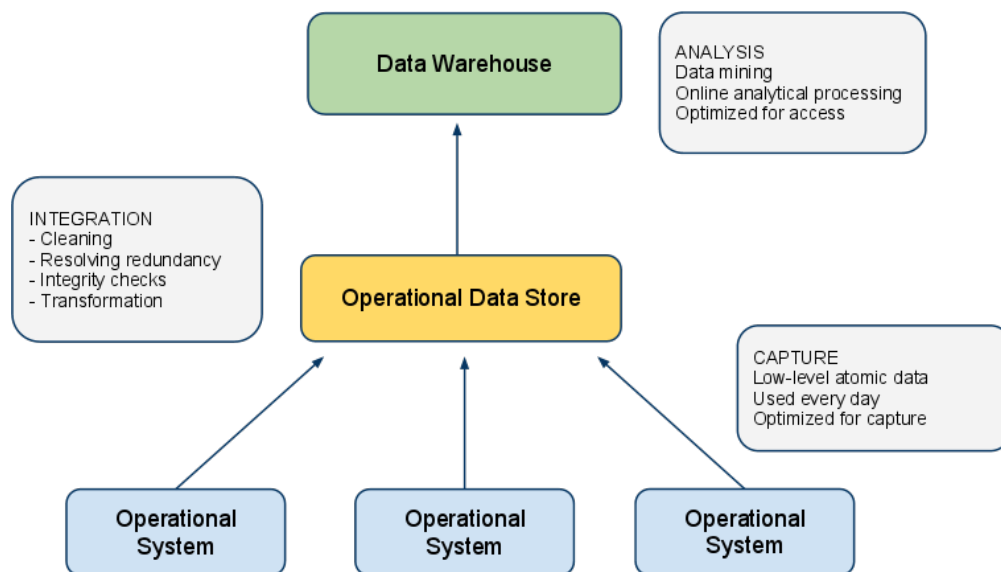 Data Warehouse
ANALYSIS
Data mining
Online analytical processing
Optimized for access
INTEGRATION
- Cleaning
- Resolving redundancy
- Integrity checks
- Transformation
Operational Data Store
CAPTURE
Low-level atomic data
Used every day
Optimized for capture
Operational
System
Operational
System
Operational
System